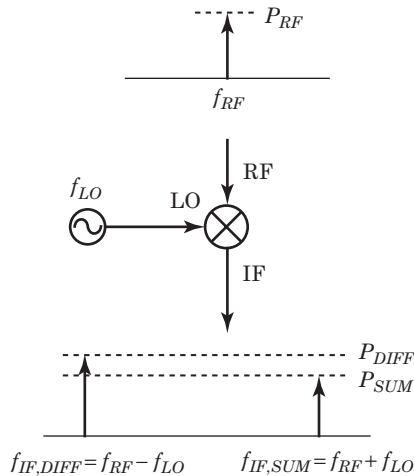 P_RF
f_RF
RF
f_LO
LO
IF
P_DIFF
P_SUM
f_IF,DIFF = f_RF − f_LO
f_IF,SUM = f_RF + f_LO